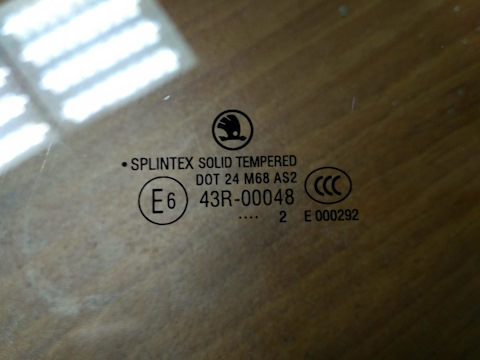 • SPLINTEX SOLID TEMPERED
DOT 24 M68 AS2
E6 43R-00048 CCC
.... 2 E 000292